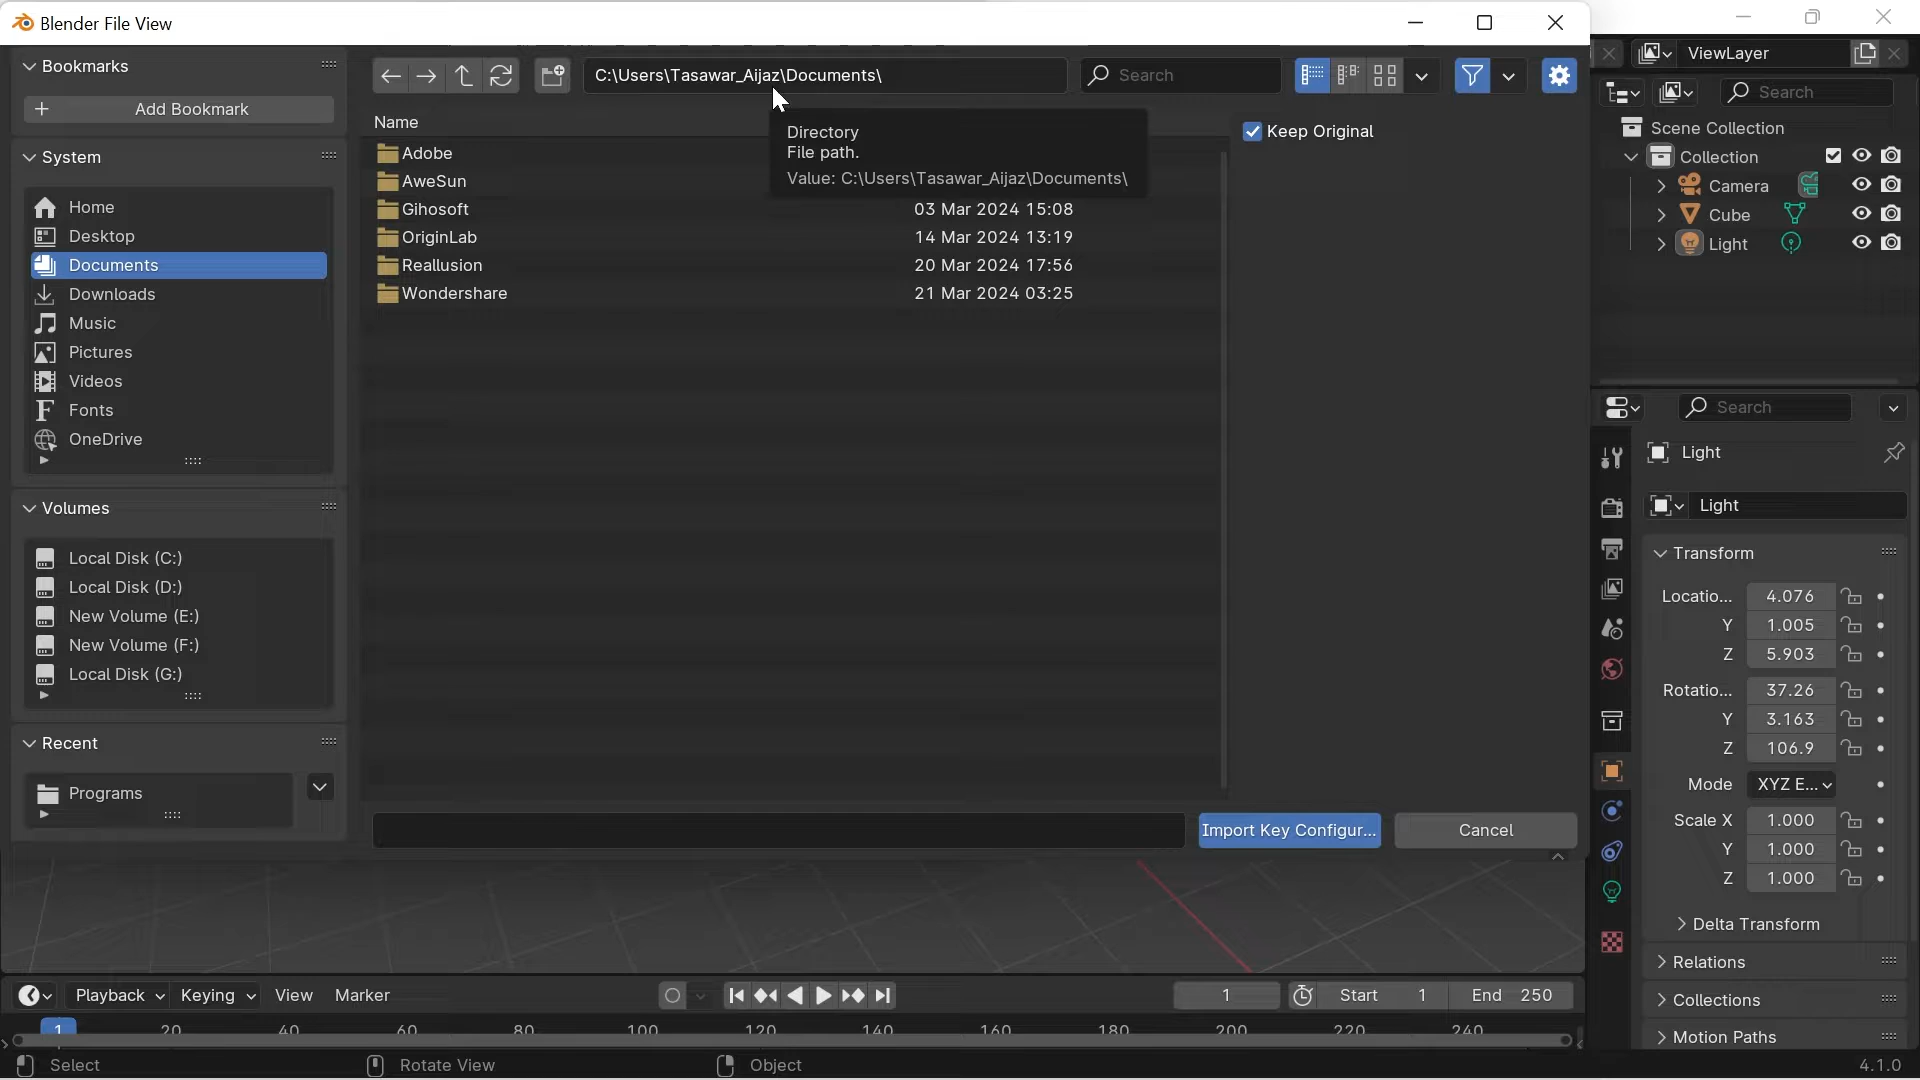 Blender File View
Bookmarks
Add Bookmark
System
Home
Desktop
Documents
Downloads
Music
Pictures
Videos
Fonts
OneDrive
Volumes
Local Disk (C:)
Local Disk (D:)
New Volume (E:)
New Volume (F:)
Local Disk (G:)
Recent
Programs
C:\Users\Tasawar_Aijaz\Documents\
Search
Name
Adobe
AweSun
Gihosoft 03 Mar 2024 15:08
OriginLab 14 Mar 2024 13:19
Reallusion 20 Mar 2024 17:56
Wondershare 21 Mar 2024 03:25
Directory
File path.
Value: C:\Users\Tasawar_Aijaz\Documents\
Keep Original
Import Key Configur...
Cancel
ViewLayer
Search
Scene Collection
Collection
Camera
Cube
Light
Search
Light
Light
Transform
Locatio... 4.076
Y 1.005
Z 5.903
Rotatio... 37.26
Y 3.163
Z 106.9
Mode XYZ E...
Scale X 1.000
Y 1.000
Z 1.000
Delta Transform
Relations
Collections
Motion Paths
Playback Keying View Marker
1 Start 1 End 250
1 20 40 60 80 100 120 140 160 180 200 220 240
Select Rotate View Object
4.1.0